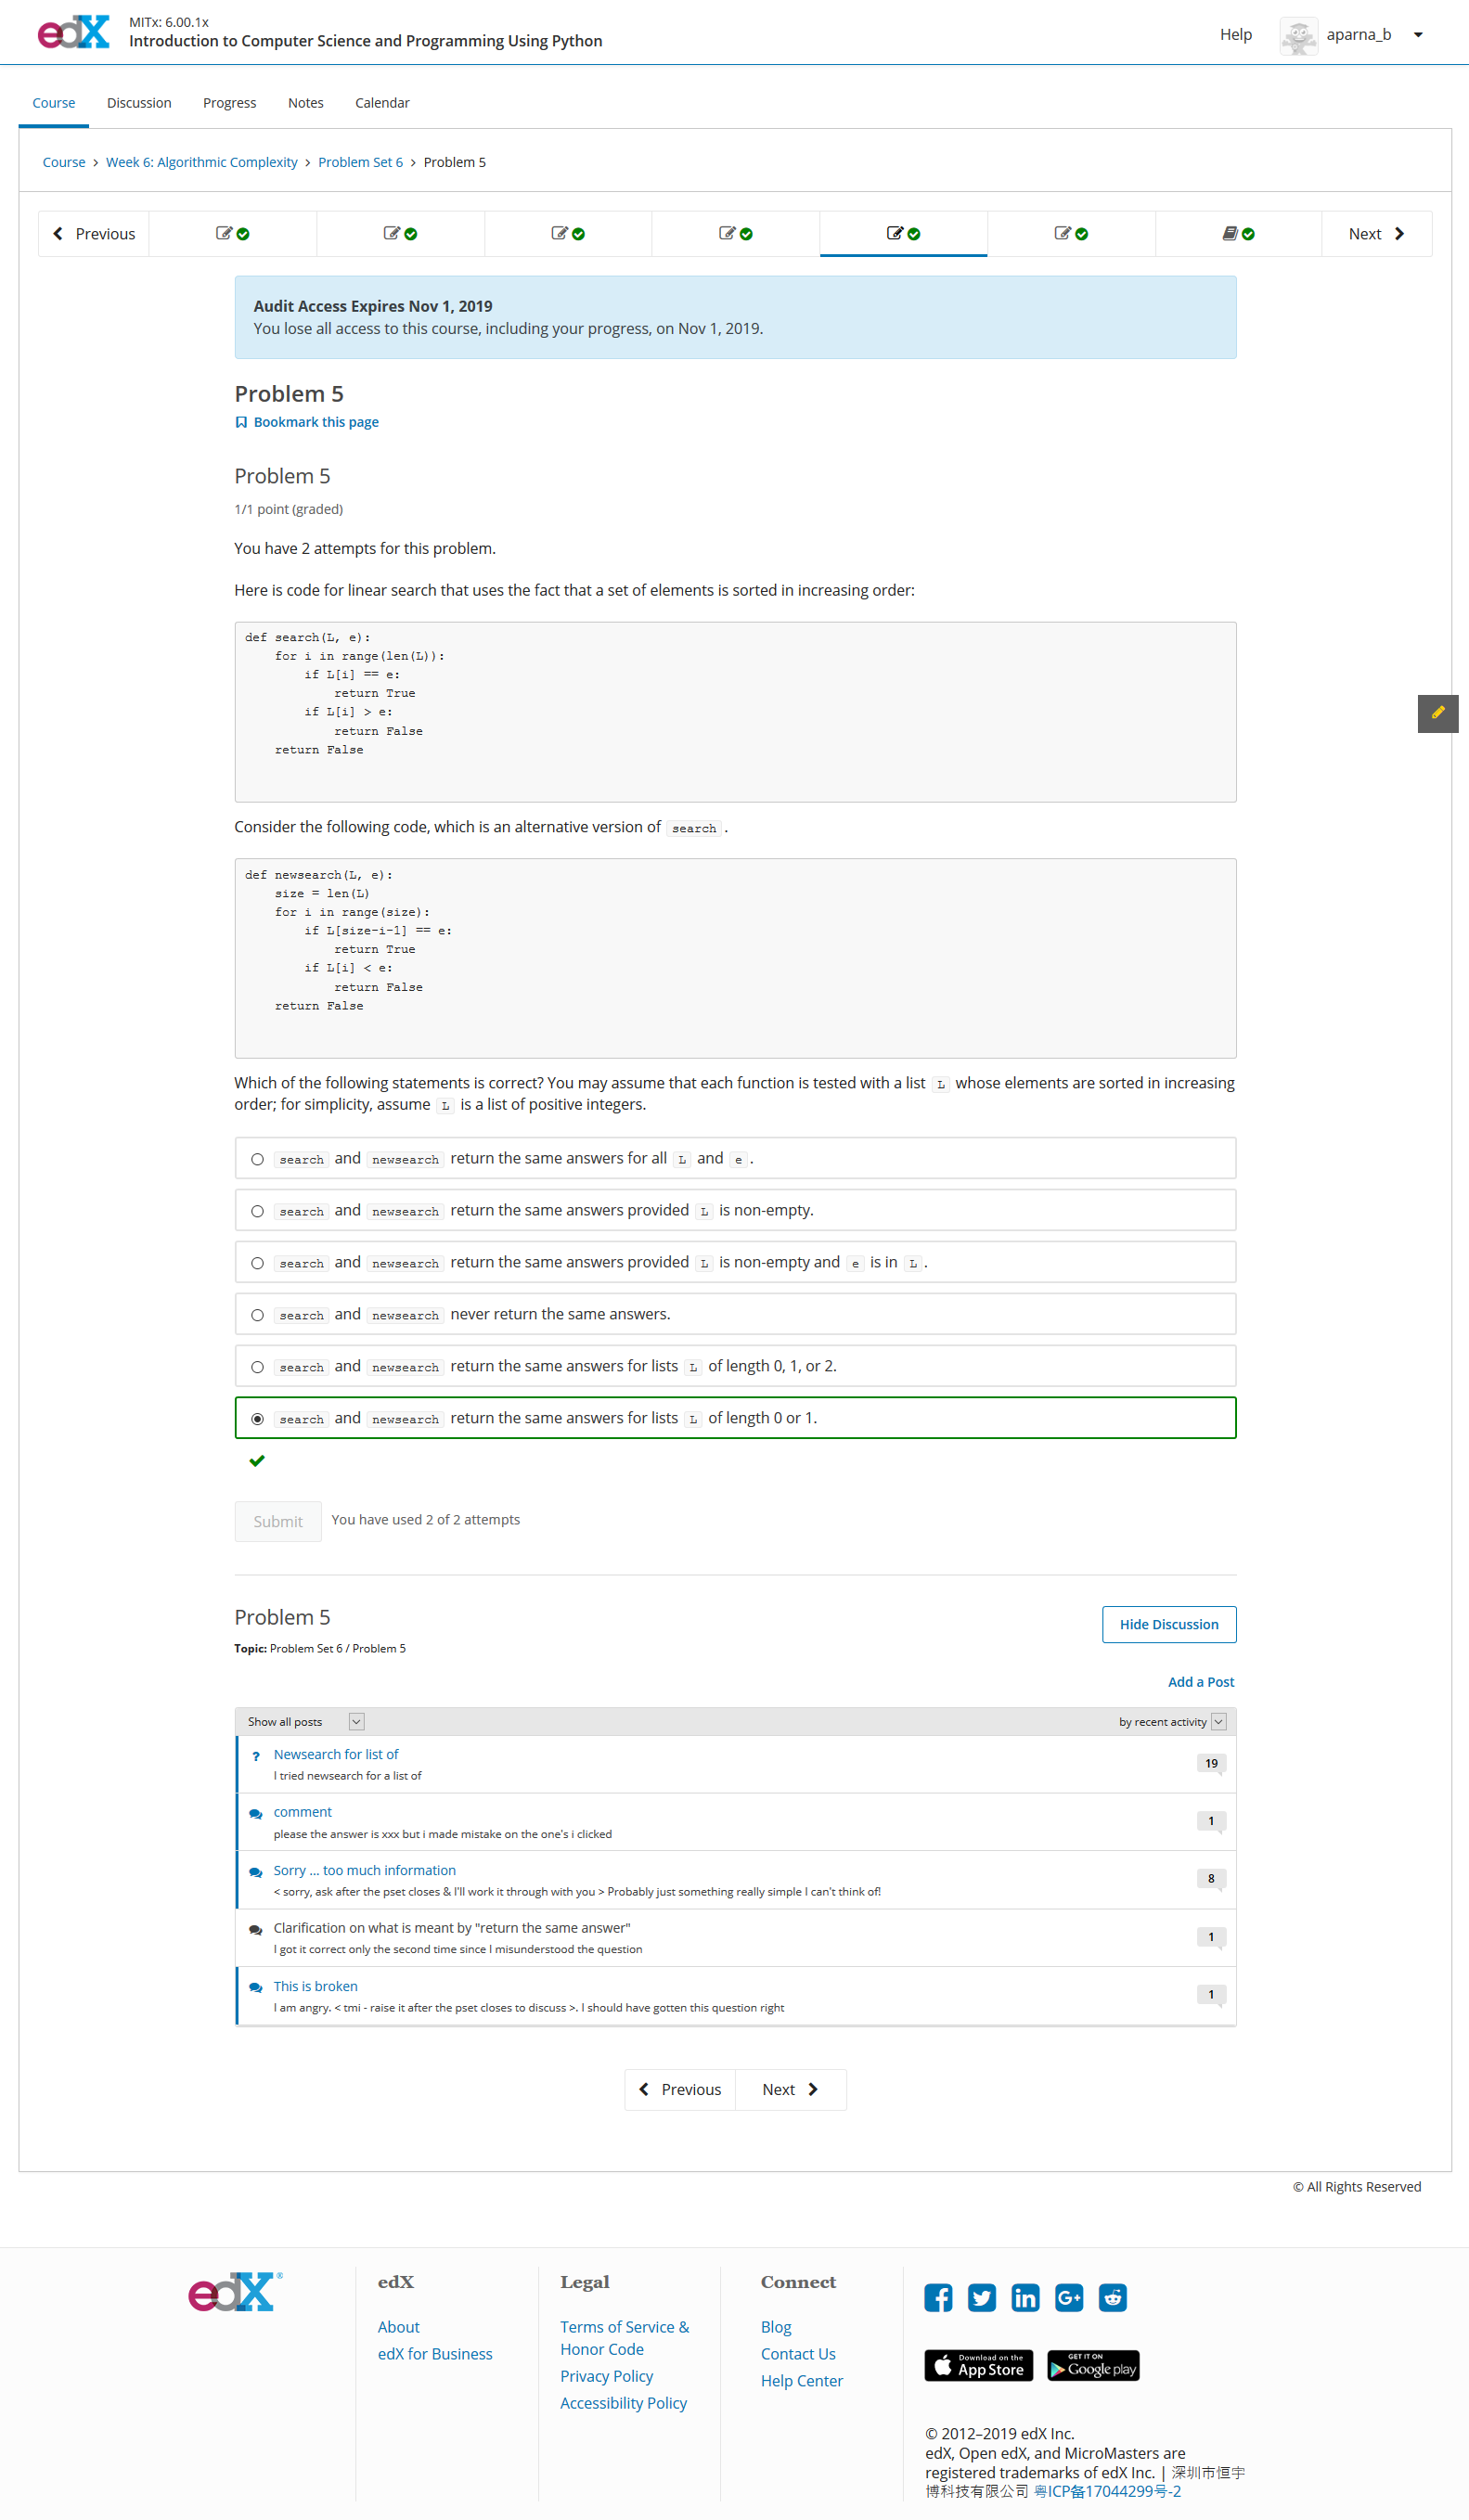 edX
MITx: 6.00.1x
Introduction to Computer Science and Programming Using Python
Help
aparna_b
Course
Discussion
Progress
Notes
Calendar
Course > Week 6: Algorithmic Complexity > Problem Set 6 > Problem 5
Previous
Next
Audit Access Expires Nov 1, 2019
You lose all access to this course, including your progress, on Nov 1, 2019.
Problem 5
Bookmark this page
Problem 5
1/1 point (graded)
You have 2 attempts for this problem.
Here is code for linear search that uses the fact that a set of elements is sorted in increasing order:
def search(L, e):
    for i in range(len(L)):
        if L[i] == e:
            return True
        if L[i] > e:
            return False
    return False
Consider the following code, which is an alternative version of search .
def newsearch(L, e):
    size = len(L)
    for i in range(size):
        if L[size-i-1] == e:
            return True
        if L[i] < e:
            return False
    return False
Which of the following statements is correct? You may assume that each function is tested with a list L whose elements are sorted in increasing
order; for simplicity, assume L is a list of positive integers.
search and newsearch return the same answers for all L and e .
search and newsearch return the same answers provided L is non-empty.
search and newsearch return the same answers provided L is non-empty and e is in L .
search and newsearch never return the same answers.
search and newsearch return the same answers for lists L of length 0, 1, or 2.
search and newsearch return the same answers for lists L of length 0 or 1.
Submit
You have used 2 of 2 attempts
Problem 5
Hide Discussion
Topic: Problem Set 6 / Problem 5
Add a Post
Show all posts
by recent activity
? Newsearch for list of
I tried newsearch for a list of
19
comment
please the answer is xxx but i made mistake on the one's i clicked
1
Sorry ... too much information
< sorry, ask after the pset closes & I'll work it through with you > Probably just something really simple I can't think of!
8
Clarification on what is meant by "return the same answer"
I got it correct only the second time since I misunderstood the question
1
This is broken
I am angry. < tmi - raise it after the pset closes to discuss >. I should have gotten this question right
1
Previous
Next
© All Rights Reserved
edX®
edX
About
edX for Business
Legal
Terms of Service &
Honor Code
Privacy Policy
Accessibility Policy
Connect
Blog
Contact Us
Help Center
f
in
G+
Download on the
App Store
GET IT ON
Google play
© 2012–2019 edX Inc.
edX, Open edX, and MicroMasters are
registered trademarks of edX Inc. | 深圳市恒宇
博科技有限公司 粤ICP备17044299号-2